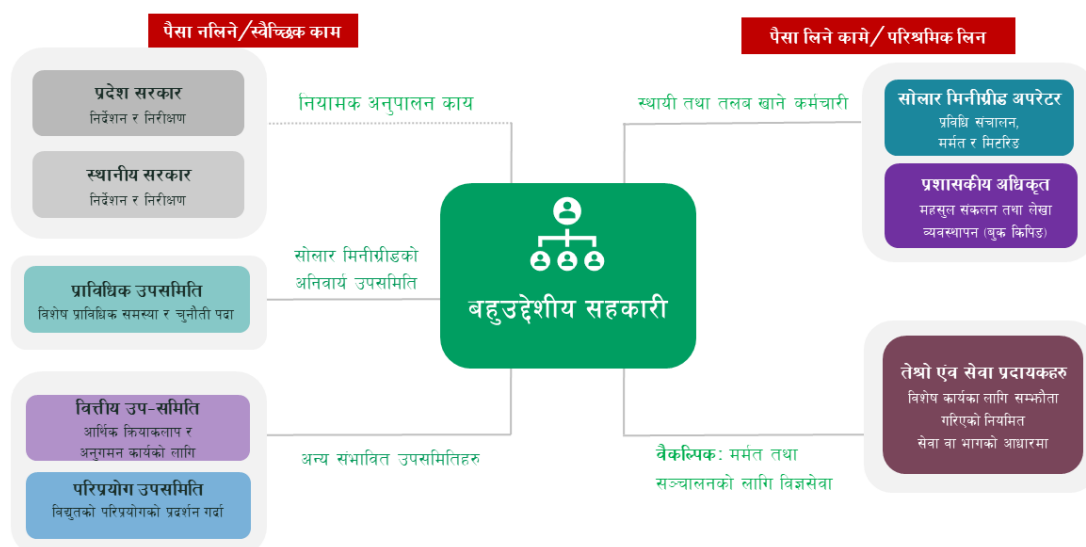 पैसा नलिने/स्वैच्छिक काम
पैसा लिने कामे/परिश्रमिक लिन
प्रदेश सरकार
निर्देशन र निरीक्षण
स्थानीय सरकार
निर्देशन र निरीक्षण
नियामक अनुपालन काय
स्थायी तथा तलब खाने कर्मचारी
सोलार मिनीग्रीड अपरेटर
प्रविधि संचालन,
मर्मत र मिटरिड
प्रशासकीय अधिकृत
महसुल संकलन तथा लेखा
व्यवस्थापन (बुक किपिड)
प्राविधिक उपसमिति
विशेष प्राविधिक समस्या र चुनौती पढा
सोलार मिनीग्रीडको
अनिवार्य उपसमिति
बहुउद्देशीय सहकारी
वित्तीय उप-समिति
आर्थिक क्रियाकलाप र
अनुगमन कार्यको लागि
परिप्रयोग उपसमिति
विद्युतको परिप्रयोगको प्रदर्शन गर्दा
अन्य संभावित उपसमितिहरु
वैकल्पिक: मर्मत तथा
सञ्चालनको लागि विज्ञसेवा
तेश्रो एंव सेवा प्रदायकहरु
विशेष कार्यका लागि सम्झौता
गरिएको नियमित
सेवा वा भागको आधारमा